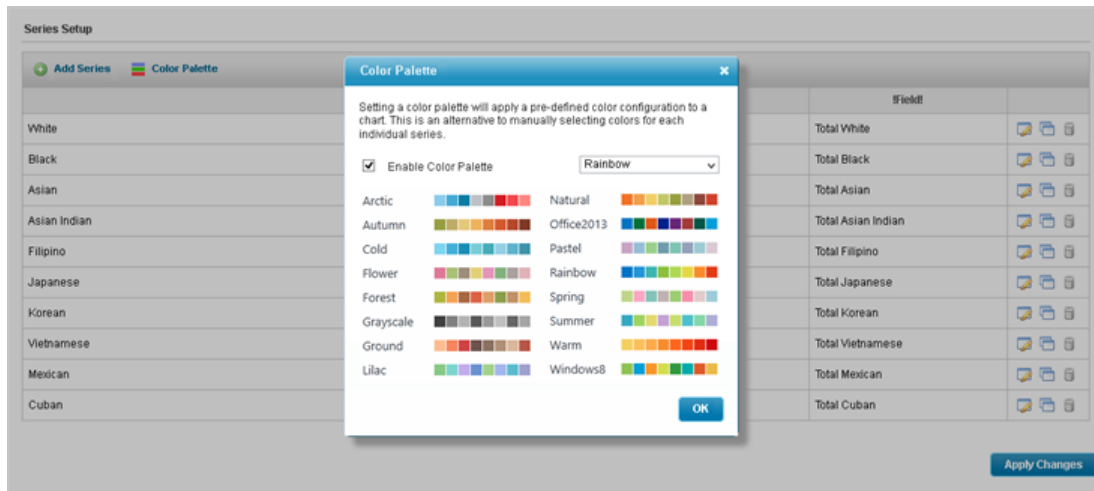 Series Setup
Add Series Color Palette
!Field!
White Total White
Black Total Black
Asian Total Asian
Asian Indian Total Asian Indian
Filipino Total Filipino
Japanese Total Japanese
Korean Total Korean
Vietnamese Total Vietnamese
Mexican Total Mexican
Cuban Total Cuban
Color Palette
Setting a color palette will apply a pre-defined color configuration to a
chart. This is an alternative to manually selecting colors for each
individual series.
Enable Color Palette Rainbow
Arctic Natural
Autumn Office2013
Cold Pastel
Flower Rainbow
Forest Spring
Grayscale Summer
Ground Warm
Lilac Windows8
OK
Apply Changes